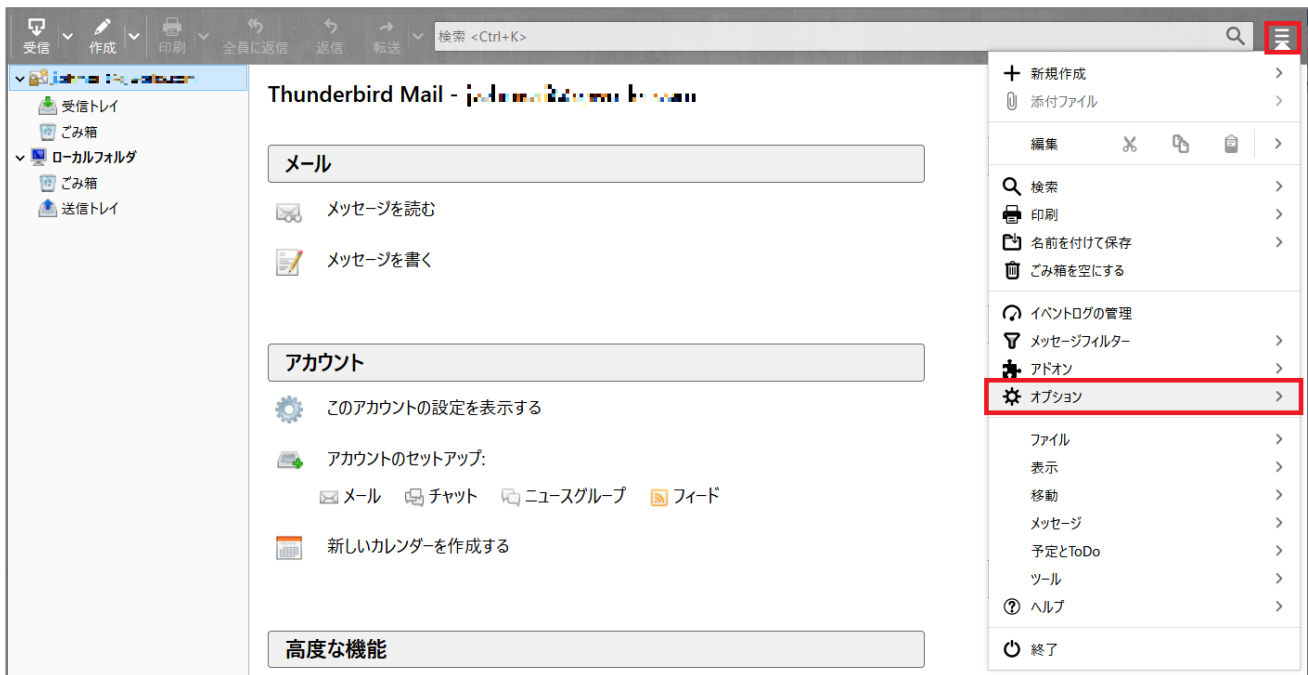 受信 作成 印刷 全員に返信 返信 転送 検索 <Ctrl+K>
受信トレイ
ごみ箱
ローカルフォルダ
ごみ箱
送信トレイ
Thunderbird Mail -
メール
メッセージを読む
メッセージを書く
アカウント
このアカウントの設定を表示する
アカウントのセットアップ:
メール チャット ニュースグループ フィード
新しいカレンダーを作成する
高度な機能
新規作成
添付ファイル
編集
検索
印刷
名前を付けて保存
ごみ箱を空にする
イベントログの管理
メッセージフィルター
アドオン
オプション
ファイル
表示
移動
メッセージ
予定とToDo
ツール
ヘルプ
終了